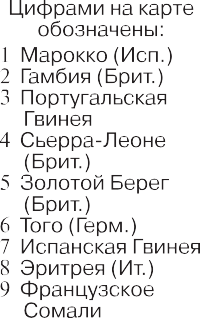 Цифрами на карте
обозначены:
1 Марокко (Исп.)
2 Гамбия (Брит.)
3 Португальская
Гвинея
4 Сьерра-Леоне
(Брит.)
5 Золотой Берег
(Брит.)
6 Того (Герм.)
7 Испанская Гвинея
8 Эритрея (Ит.)
9 Французское
Сомали